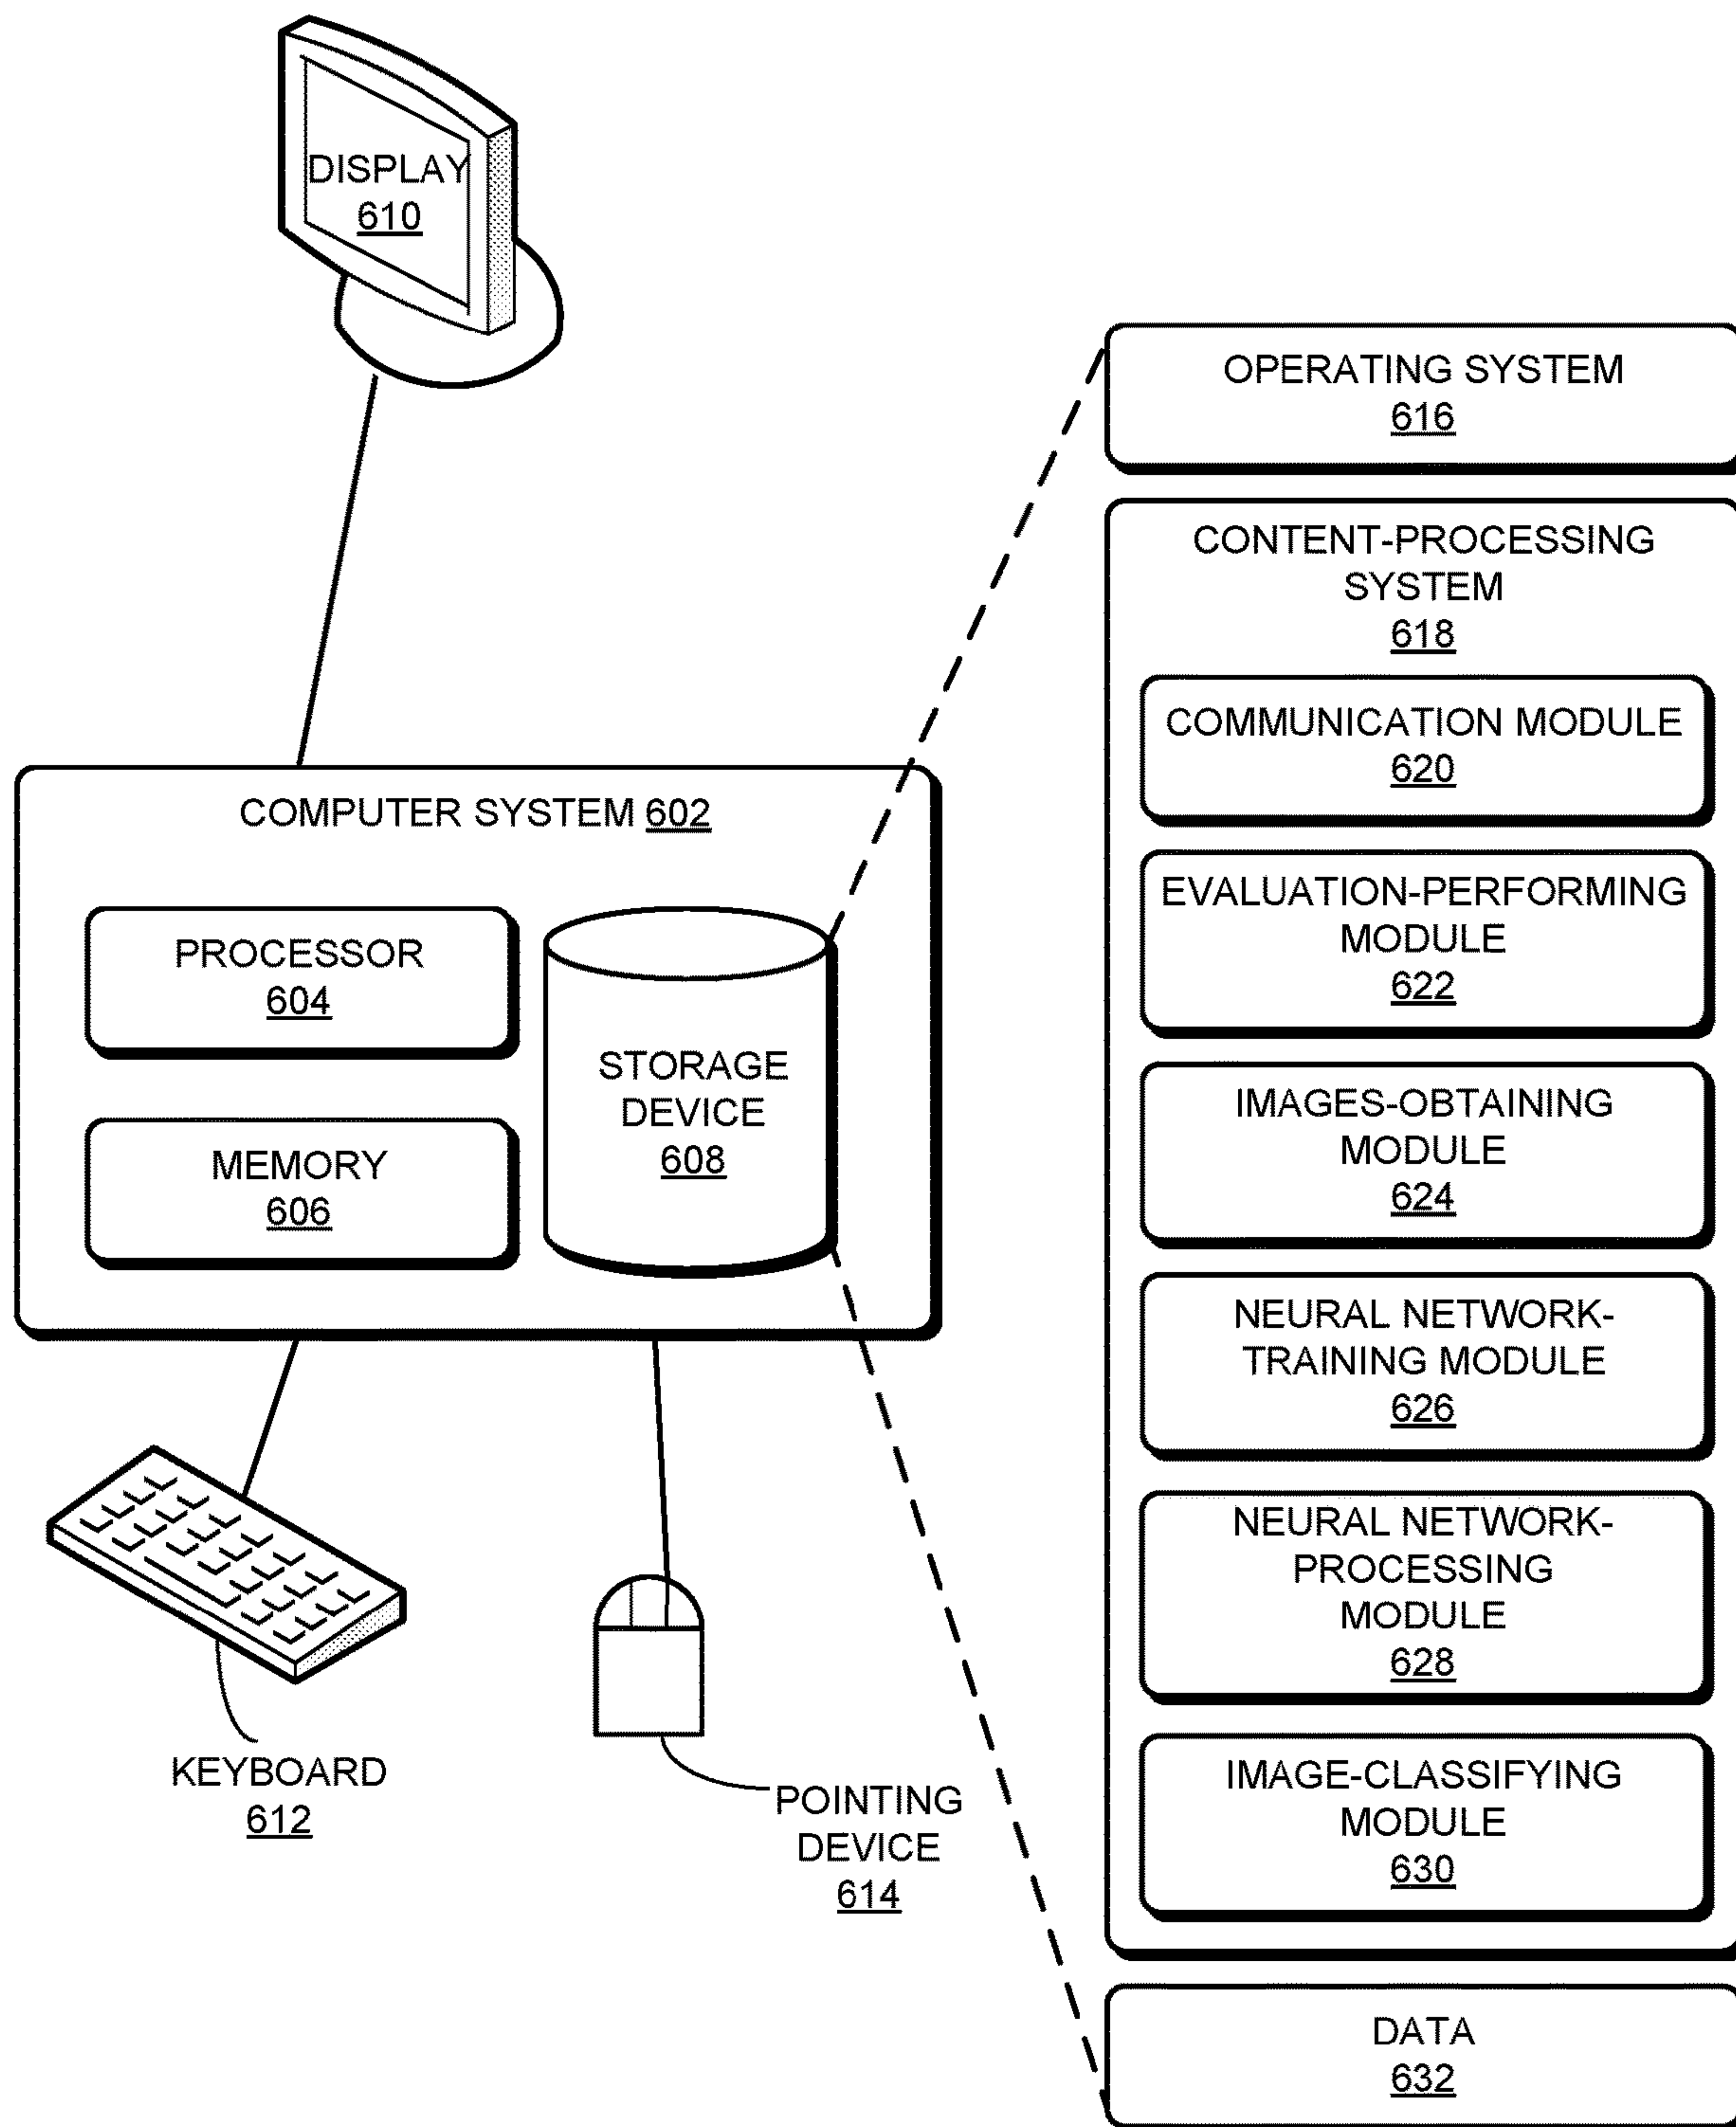 DISPLAY
610
COMPUTER SYSTEM 602
PROCESSOR
604
MEMORY
606
STORAGE
DEVICE
608
KEYBOARD
612
POINTING
DEVICE
614
OPERATING SYSTEM
616
CONTENT-PROCESSING
SYSTEM
618
COMMUNICATION MODULE
620
EVALUATION-PERFORMING
MODULE
622
IMAGES-OBTAINING
MODULE
624
NEURAL NETWORK-
TRAINING MODULE
626
NEURAL NETWORK-
PROCESSING
MODULE
628
IMAGE-CLASSIFYING
MODULE
630
DATA
632